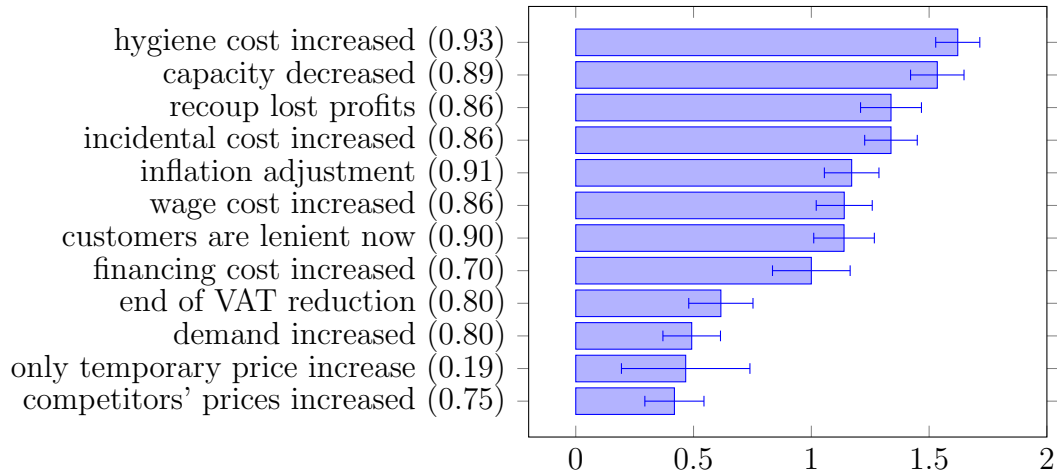 hygiene cost increased (0.93)
capacity decreased (0.89)
recoup lost profits (0.86)
incidental cost increased (0.86)
inflation adjustment (0.91)
wage cost increased (0.86)
customers are lenient now (0.90)
financing cost increased (0.70)
end of VAT reduction (0.80)
demand increased (0.80)
only temporary price increase (0.19)
competitors' prices increased (0.75)
0 0.5 1 1.5 2